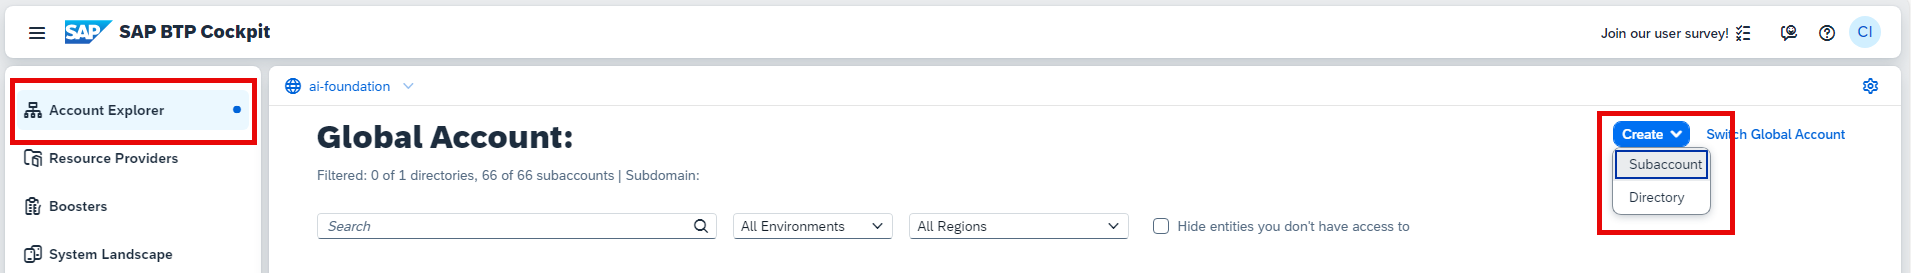 SAP SAP BTP Cockpit
Join our user survey!
CI
Account Explorer
Resource Providers
Boosters
System Landscape
ai-foundation
Global Account:
Create
Switch Global Account
Subaccount
Directory
Filtered: 0 of 1 directories, 66 of 66 subaccounts | Subdomain:
Search
All Environments
All Regions
Hide entities you don't have access to